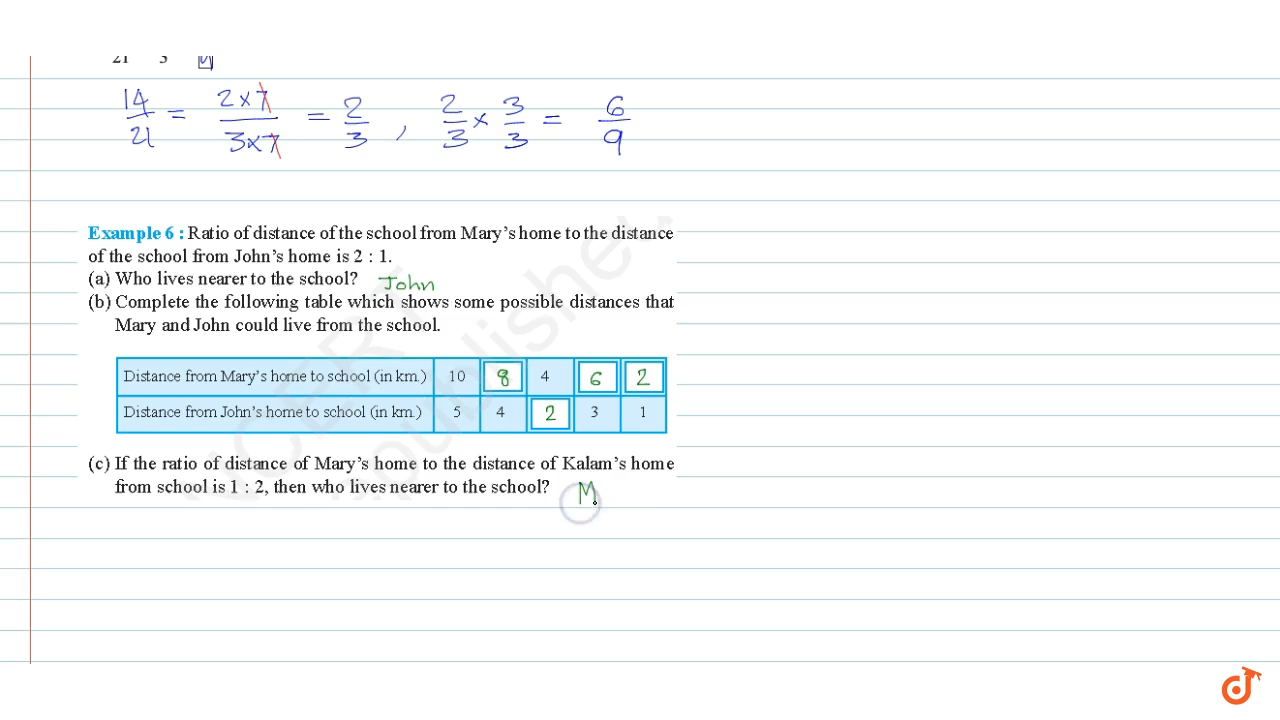 21 3
14/21 = 2×7/3×7 = 2/3 , 2/3 × 3/3 = 6/9
Example 6 : Ratio of distance of the school from Mary’s home to the distance
of the school from John’s home is 2 : 1.
(a) Who lives nearer to the school? John
(b) Complete the following table which shows some possible distances that
Mary and John could live from the school.
Distance from Mary’s home to school (in km.) 10 8 4 6 2
Distance from John’s home to school (in km.) 5 4 2 3 1
(c) If the ratio of distance of Mary’s home to the distance of Kalam’s home
from school is 1 : 2, then who lives nearer to the school? M